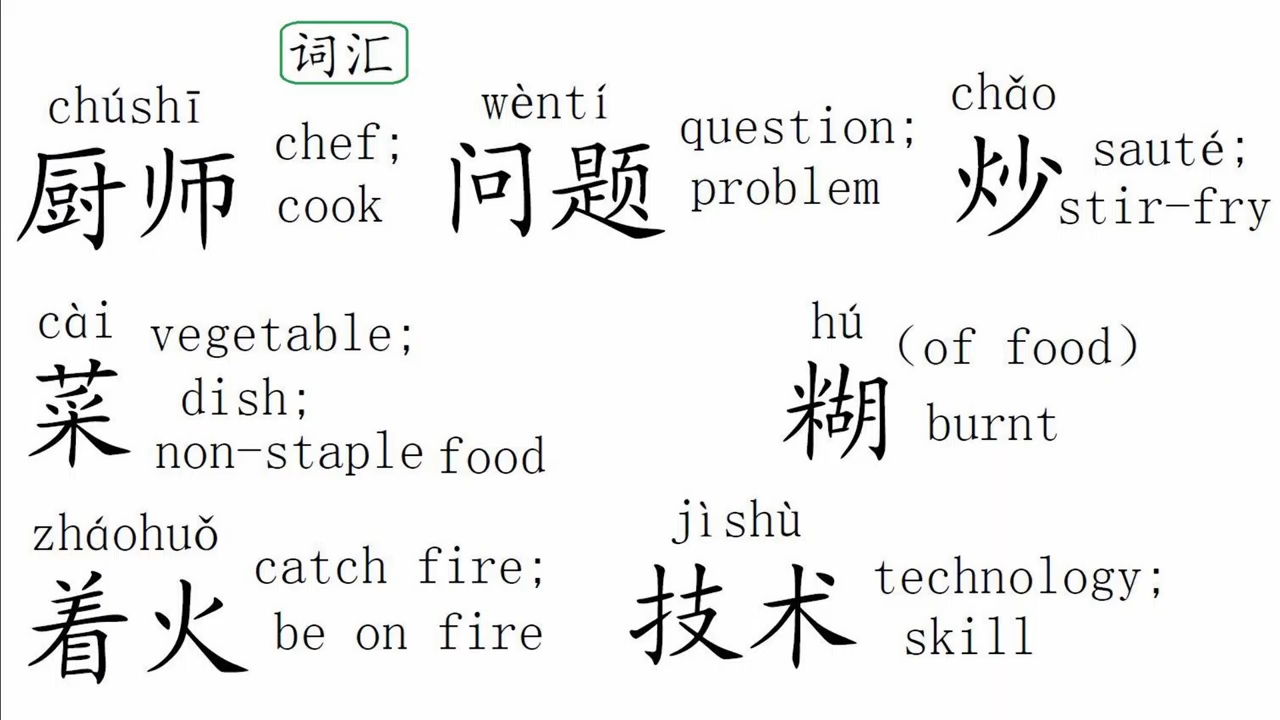 词汇
chúshī
厨师
chef;
cook
wèntí
问题
question;
problem
chǎo
炒
sauté;
stir-fry
cài
菜
vegetable;
dish;
non-staple food
hú
糊
(of food)
burnt
zháohuǒ
着火
catch fire;
be on fire
jìshù
技术
technology;
skill